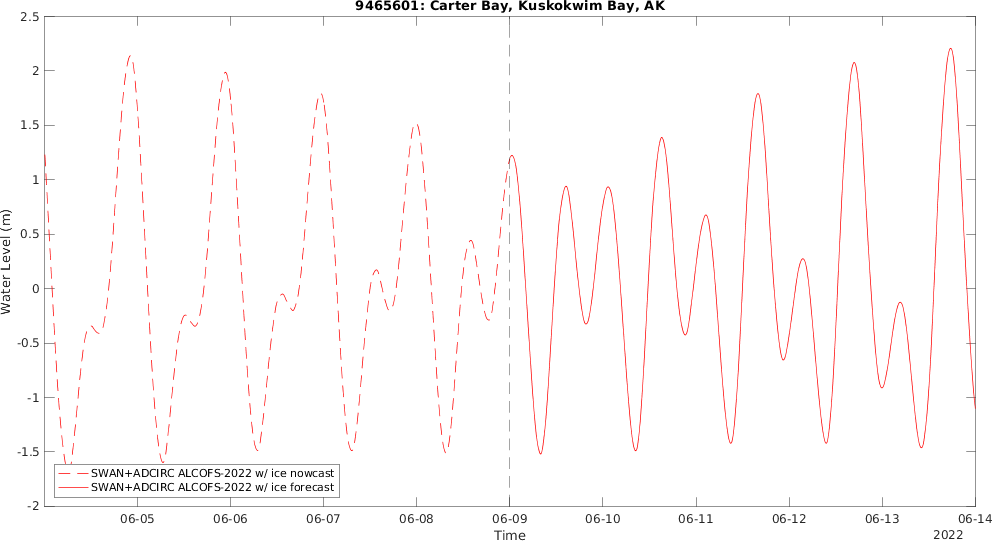 9465601: Carter Bay, Kuskokwim Bay, AK
2.5
2
1.5
1
0.5
0
-0.5
-1
-1.5
-2
Water Level (m)
SWAN+ADCIRC ALCOFS-2022 w/ ice nowcast
SWAN+ADCIRC ALCOFS-2022 w/ ice forecast
06-05 06-06 06-07 06-08 06-09 06-10 06-11 06-12 06-13 06-14
Time
2022